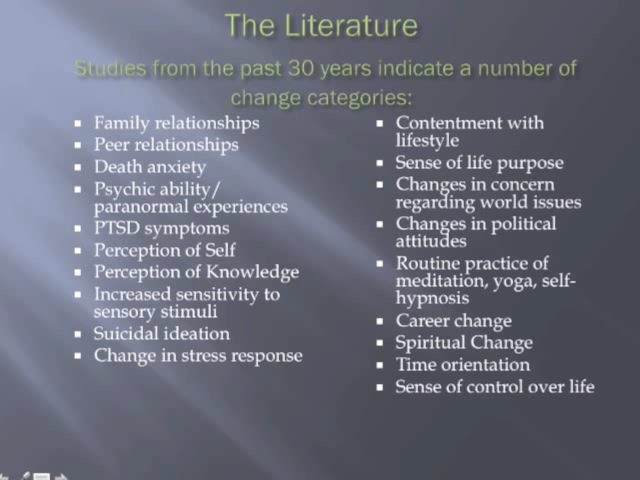 The Literature
Studies from the past 30 years indicate a number of
change categories:
▪ Family relationships
▪ Peer relationships
▪ Death anxiety
▪ Psychic ability/
paranormal experiences
▪ PTSD symptoms
▪ Perception of Self
▪ Perception of Knowledge
▪ Increased sensitivity to
sensory stimuli
▪ Suicidal ideation
▪ Change in stress response
▪ Contentment with
lifestyle
▪ Sense of life purpose
▪ Changes in concern
regarding world issues
▪ Changes in political
attitudes
▪ Routine practice of
meditation, yoga, self-
hypnosis
▪ Career change
▪ Spiritual Change
▪ Time orientation
▪ Sense of control over life